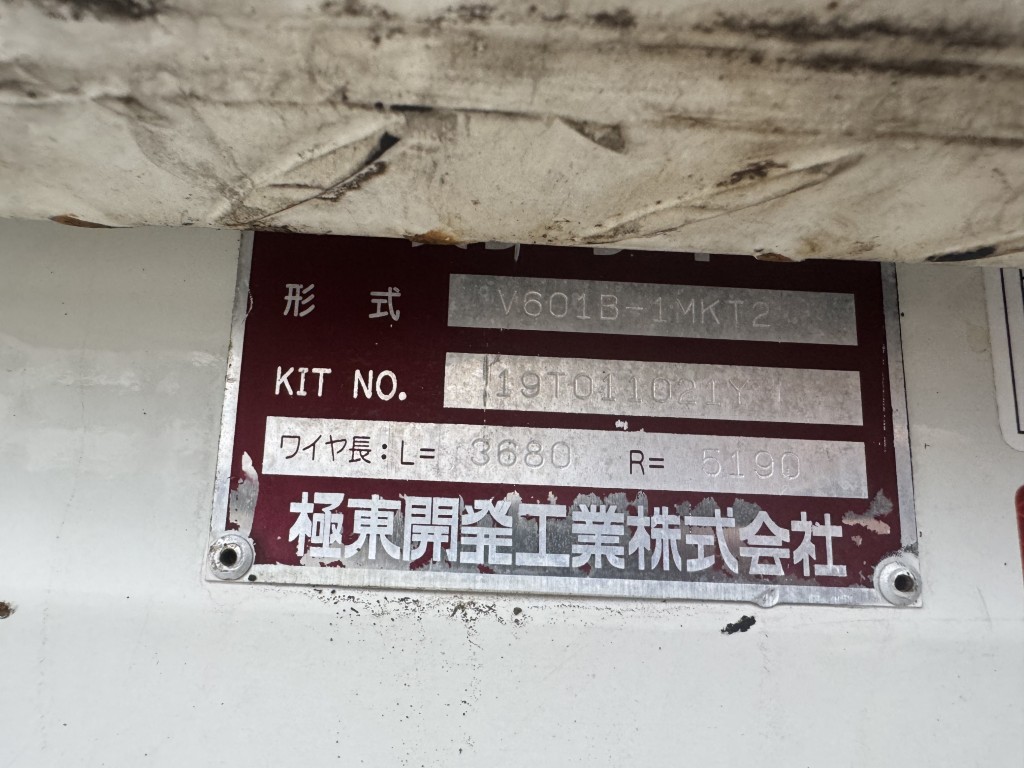 形 式 V601B-1MKT2
KIT NO. 19T011021Y
ワイヤ長: L= 3680 R= 5190
極東開発工業株式会社